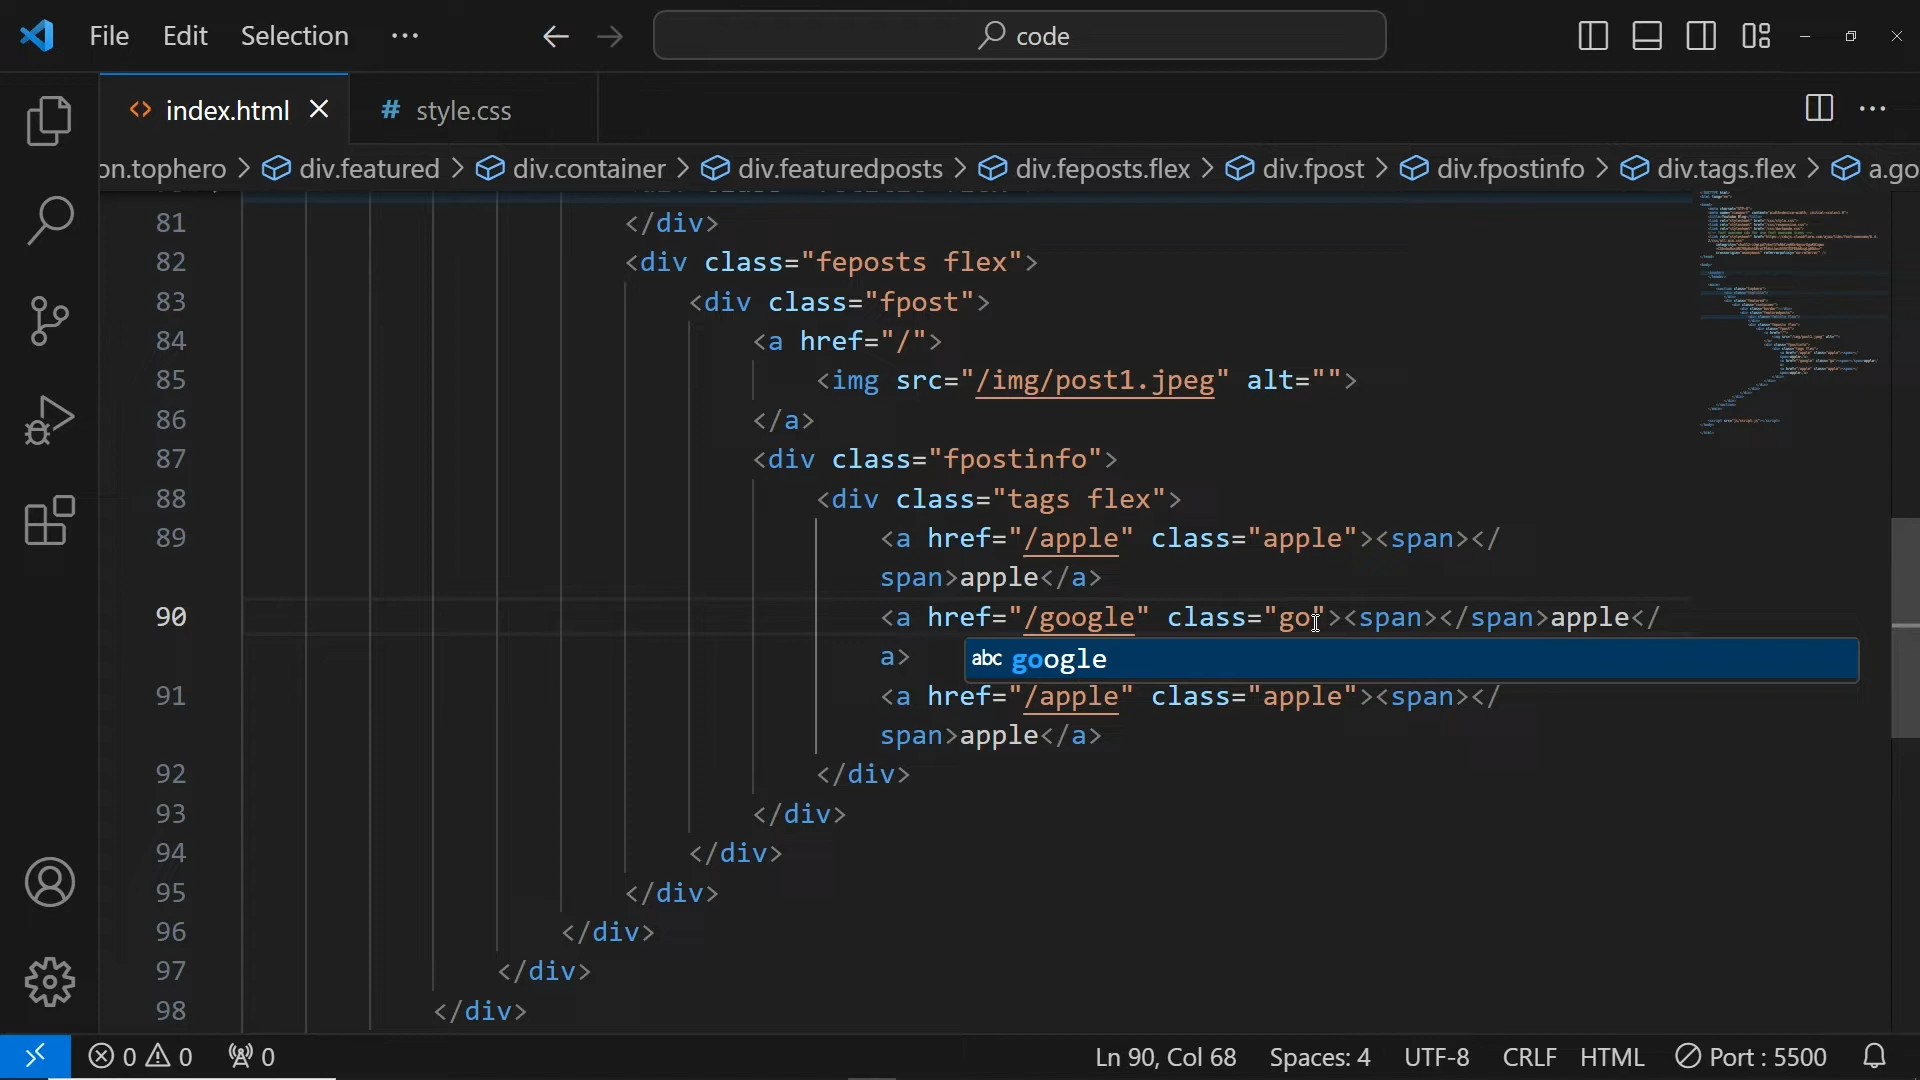 File Edit Selection ··· code
index.html style.css
on.tophero > div.featured > div.container > div.featuredposts > div.feposts.flex > div.fpost > div.fpostinfo > div.tags.flex > a.go
81 </div>
82 <div class="feposts flex">
83 <div class="fpost">
84 <a href="/">
85 <img src="/img/post1.jpeg" alt="">
86 </a>
87 <div class="fpostinfo">
88 <div class="tags flex">
89 <a href="/apple" class="apple"><span></
span>apple</a>
90 <a href="/google" class="go"><span></span>apple</
a>
abc google
91 <a href="/apple" class="apple"><span></
span>apple</a>
92 </div>
93 </div>
94 </div>
95 </div>
96 </div>
97 </div>
98 </div>
0 0 0 Ln 90, Col 68 Spaces: 4 UTF-8 CRLF HTML Port : 5500